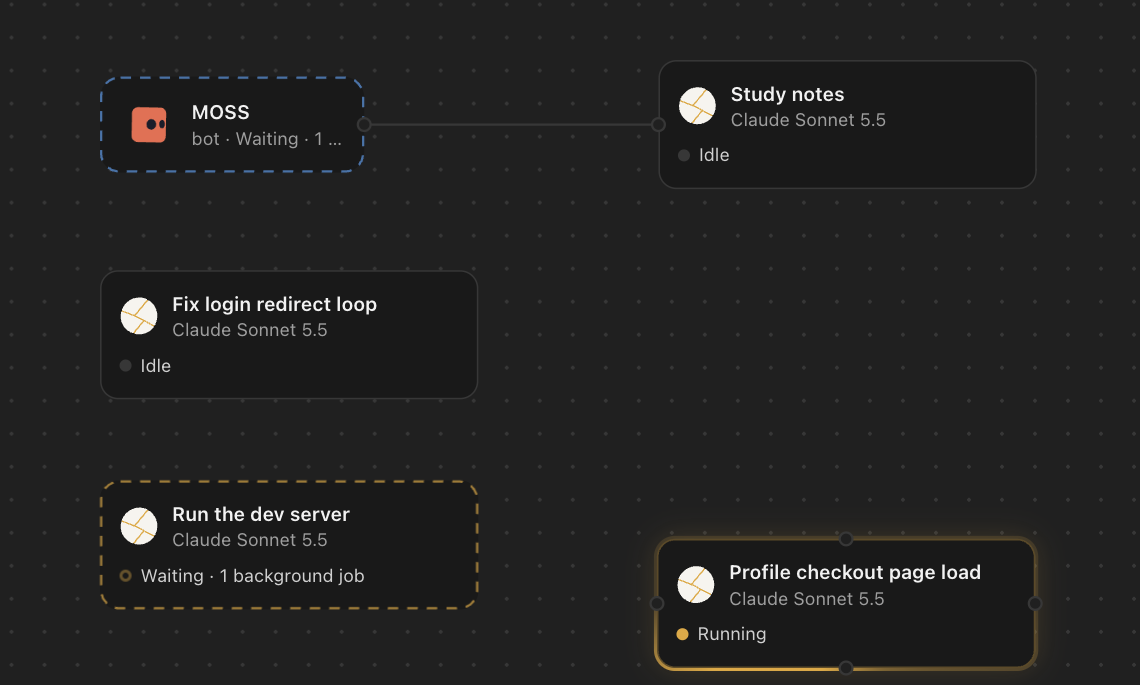 MOSS
bot · Waiting · 1 ...
Study notes
Claude Sonnet 5.5
Idle
Fix login redirect loop
Claude Sonnet 5.5
Idle
Run the dev server
Claude Sonnet 5.5
Waiting · 1 background job
Profile checkout page load
Claude Sonnet 5.5
Running